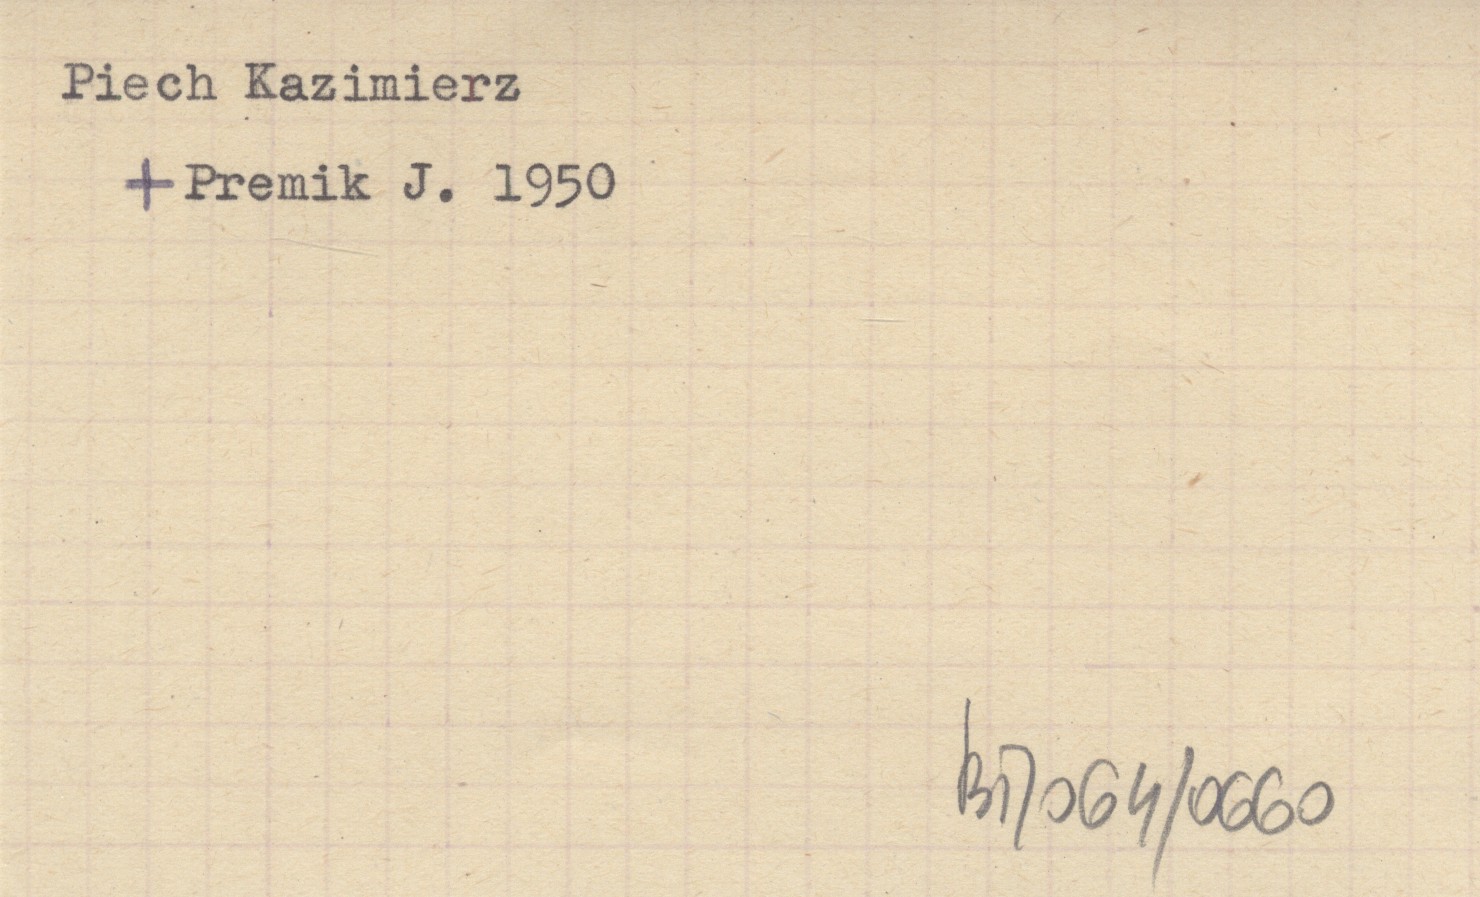 Piech Kazimierz
+ Premik J. 1950
B17064/0660